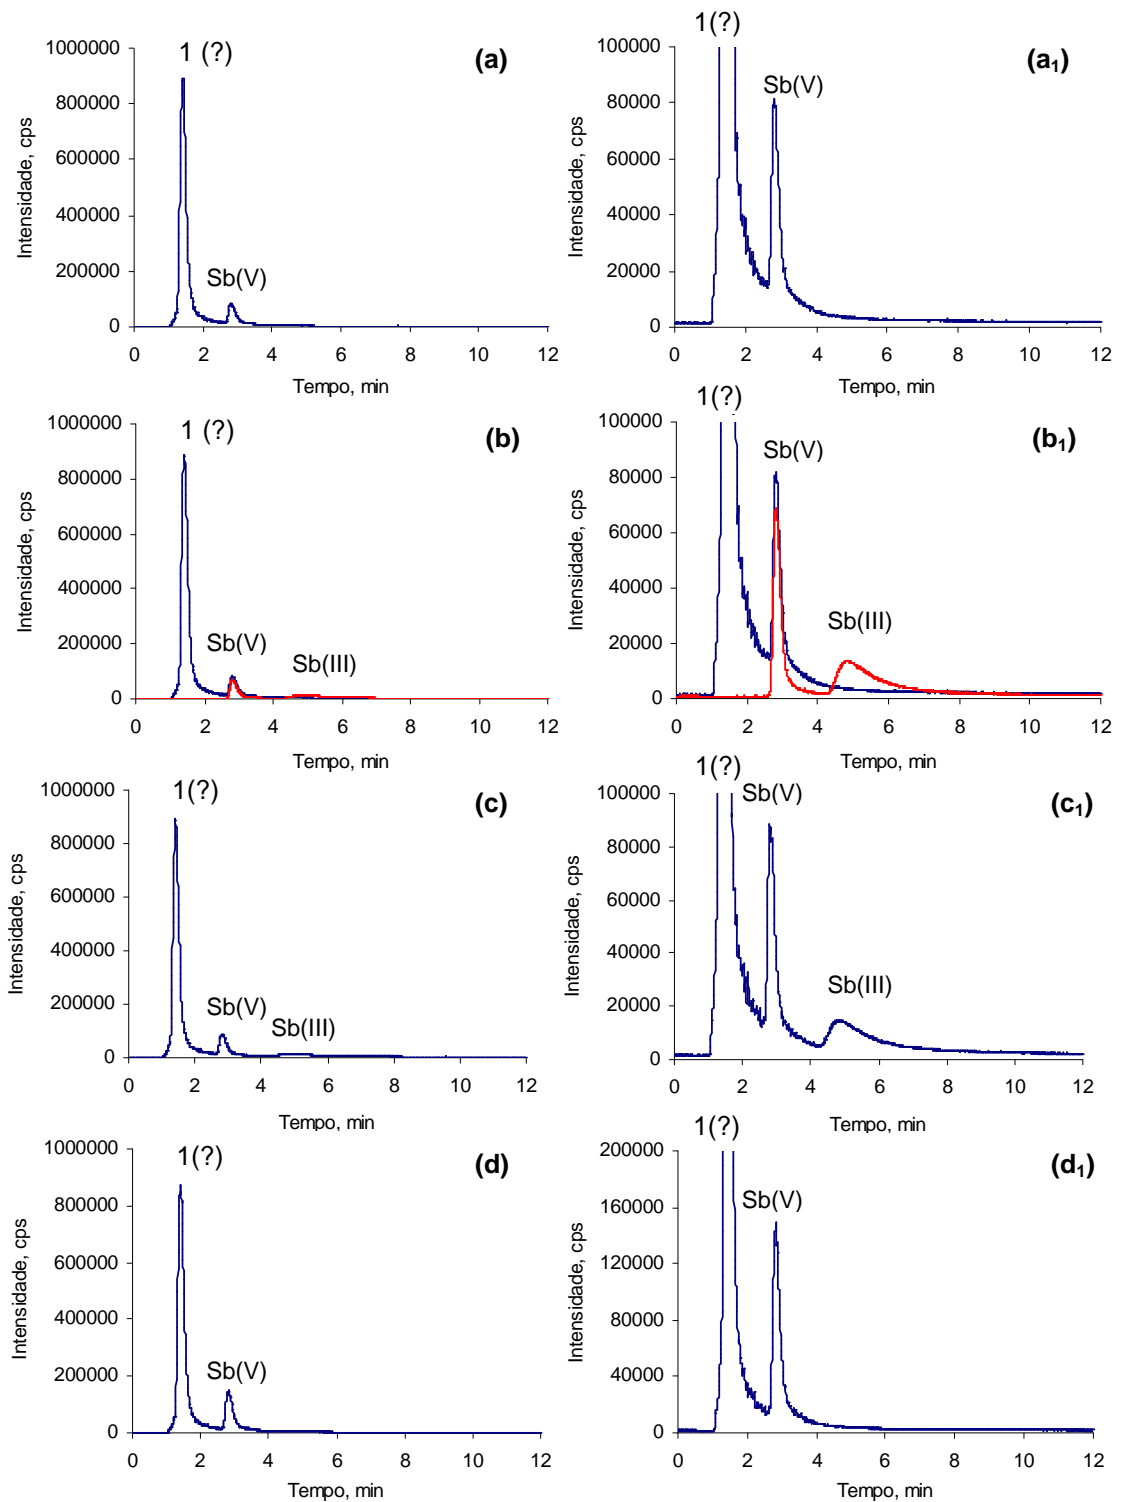 1 (?)
(a)
1000000
800000
600000
400000
200000
0
Intensidade, cps
Sb(V)
0 2 4 6 8 10 12
Tempo, min
1(?)
(a1)
100000
80000
60000
40000
20000
0
Intensidade, cps
Sb(V)
0 2 4 6 8 10 12
Tempo, min
1 (?)
(b)
1000000
800000
600000
400000
200000
0
Intensidade, cps
Sb(V)
Sb(III)
0 2 4 6 8 10 12
Tempo, min
1(?)
(b1)
100000
80000
60000
40000
20000
0
Intensidade, cps
Sb(V)
Sb(III)
0 2 4 6 8 10 12
Tempo, min
1(?)
(c)
1000000
800000
600000
400000
200000
0
Intensidade, cps
Sb(V)
Sb(III)
0 2 4 6 8 10 12
Tempo, min
1(?)
Sb(V)
(c1)
100000
80000
60000
40000
20000
0
Intensidade, cps
Sb(III)
0 2 4 6 8 10 12
Tempo, min
1(?)
(d)
1000000
800000
600000
400000
200000
0
Intensidade, cps
Sb(V)
0 2 4 6 8 10 12
Tempo, min
1(?)
(d1)
200000
160000
120000
80000
40000
0
Intensidade, cps
Sb(V)
0 2 4 6 8 10 12
Tempo, min